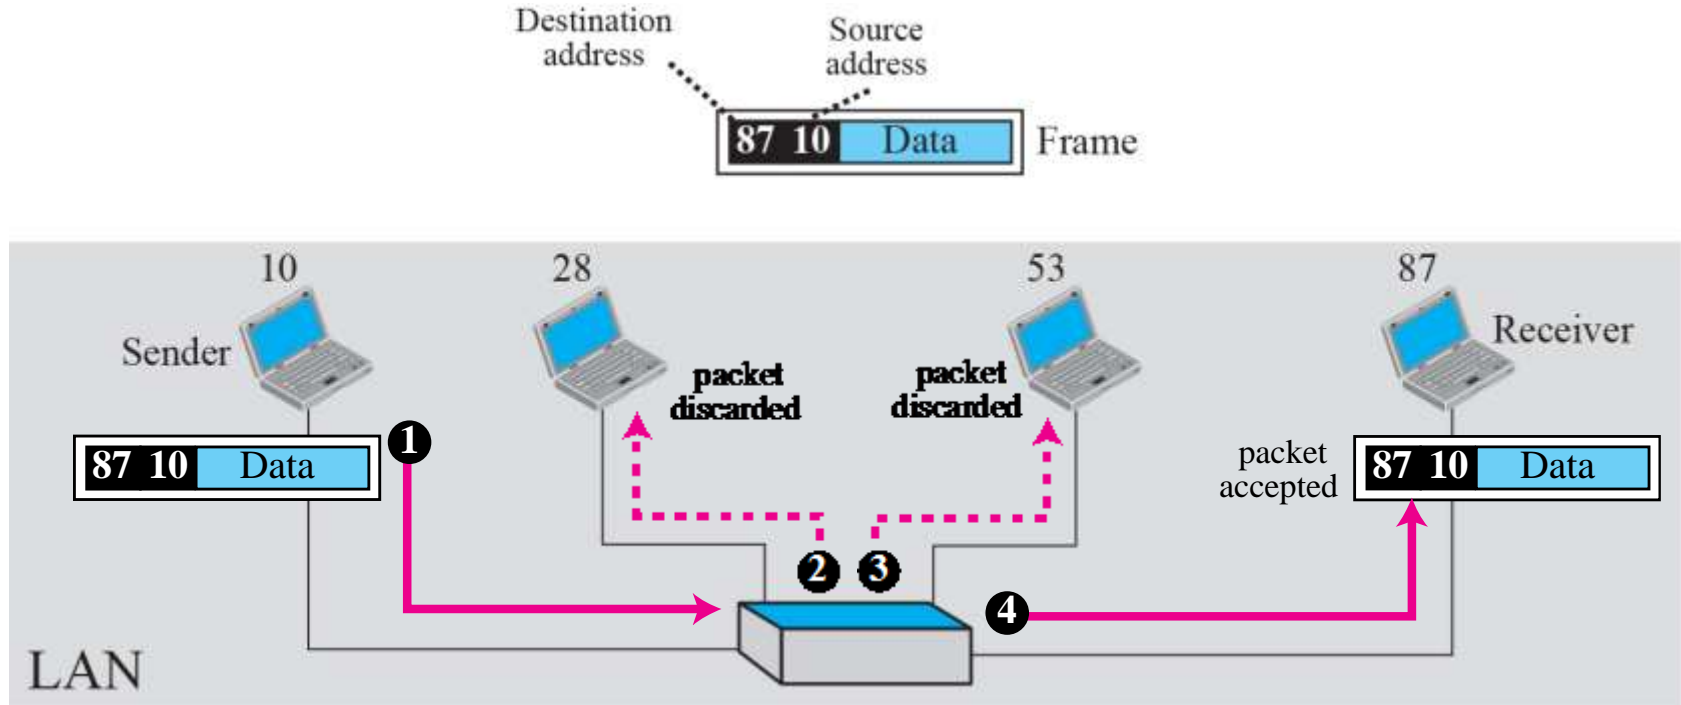 Destination
address
Source
address
87 10 Data
Frame
10
28
53
87
Sender
Receiver
packet
discarded
packet
discarded
1
87 10 Data
packet
accepted
87 10 Data
2
3
4
LAN